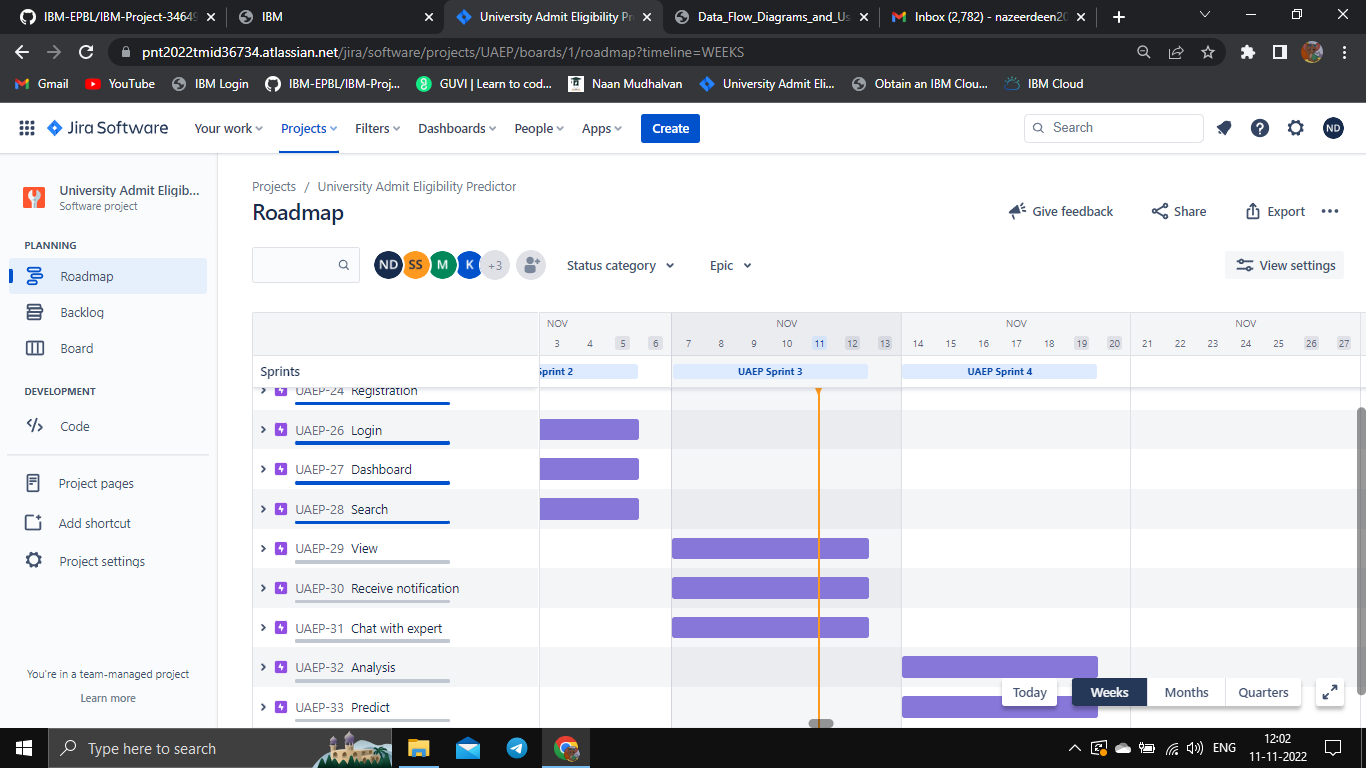 IBM-EPBL/IBM-Project-34649
IBM
University Admit Eligibility Pr
Data_Flow_Diagrams_and_Us
Inbox (2,782) - nazeerdeen20
pnt2022tmid36734.atlassian.net/jira/software/projects/UAEP/boards/1/roadmap?timeline=WEEKS
Gmail
YouTube
IBM Login
IBM-EPBL/IBM-Proj...
GUVI | Learn to cod...
Naan Mudhalvan
University Admit Eli...
Obtain an IBM Clou...
IBM Cloud
Jira Software
Your work
Projects
Filters
Dashboards
People
Apps
Create
Search
ND
University Admit Eligib...
Software project
PLANNING
Roadmap
Backlog
Board
DEVELOPMENT
Code
Project pages
Add shortcut
Project settings
You're in a team-managed project
Learn more
Projects / University Admit Eligibility Predictor
Roadmap
Give feedback
Share
Export
ND SS M K +3
Status category
Epic
View settings
NOV NOV NOV NOV
3 4 5 6 7 8 9 10 11 12 13 14 15 16 17 18 19 20 21 22 23 24 25 26 27
Sprints
Sprint 2
UAEP Sprint 3
UAEP Sprint 4
UAEP-24 Registration
UAEP-26 Login
UAEP-27 Dashboard
UAEP-28 Search
UAEP-29 View
UAEP-30 Receive notification
UAEP-31 Chat with expert
UAEP-32 Analysis
UAEP-33 Predict
Today
Weeks
Months
Quarters
Type here to search
ENG
12:02
11-11-2022